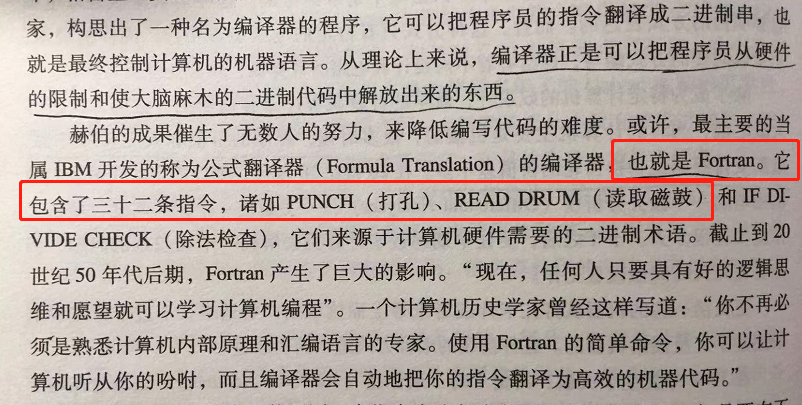 家，构思出了一种名为编译器的程序，它可以把程序员的指令翻译成二进制串，也
就是最终控制计算机的机器语言。从理论上来说，编译器正是可以把程序员从硬件
的限制和使大脑麻木的二进制代码中解放出来的东西。
赫伯的成果催生了无数人的努力，来降低编写代码的难度。或许，最主要的当
属 IBM 开发的称为公式翻译器（Formula Translation）的编译器，也就是 Fortran。它
包含了三十二条指令，诸如 PUNCH（打孔）、READ DRUM（读取磁鼓）和 IF DI-
VIDE CHECK（除法检查），它们来源于计算机硬件需要的二进制术语。截止到 20
世纪 50 年代后期，Fortran 产生了巨大的影响。“现在，任何人只要具有好的逻辑思
维和愿望就可以学习计算机编程”。一个计算机历史学家曾经这样写道：“你不再必
须是熟悉计算机内部原理和汇编语言的专家。使用 Fortran 的简单命令，你可以让计
算机听从你的吩咐，而且编译器会自动地把你的指令翻译为高效的机器代码。”